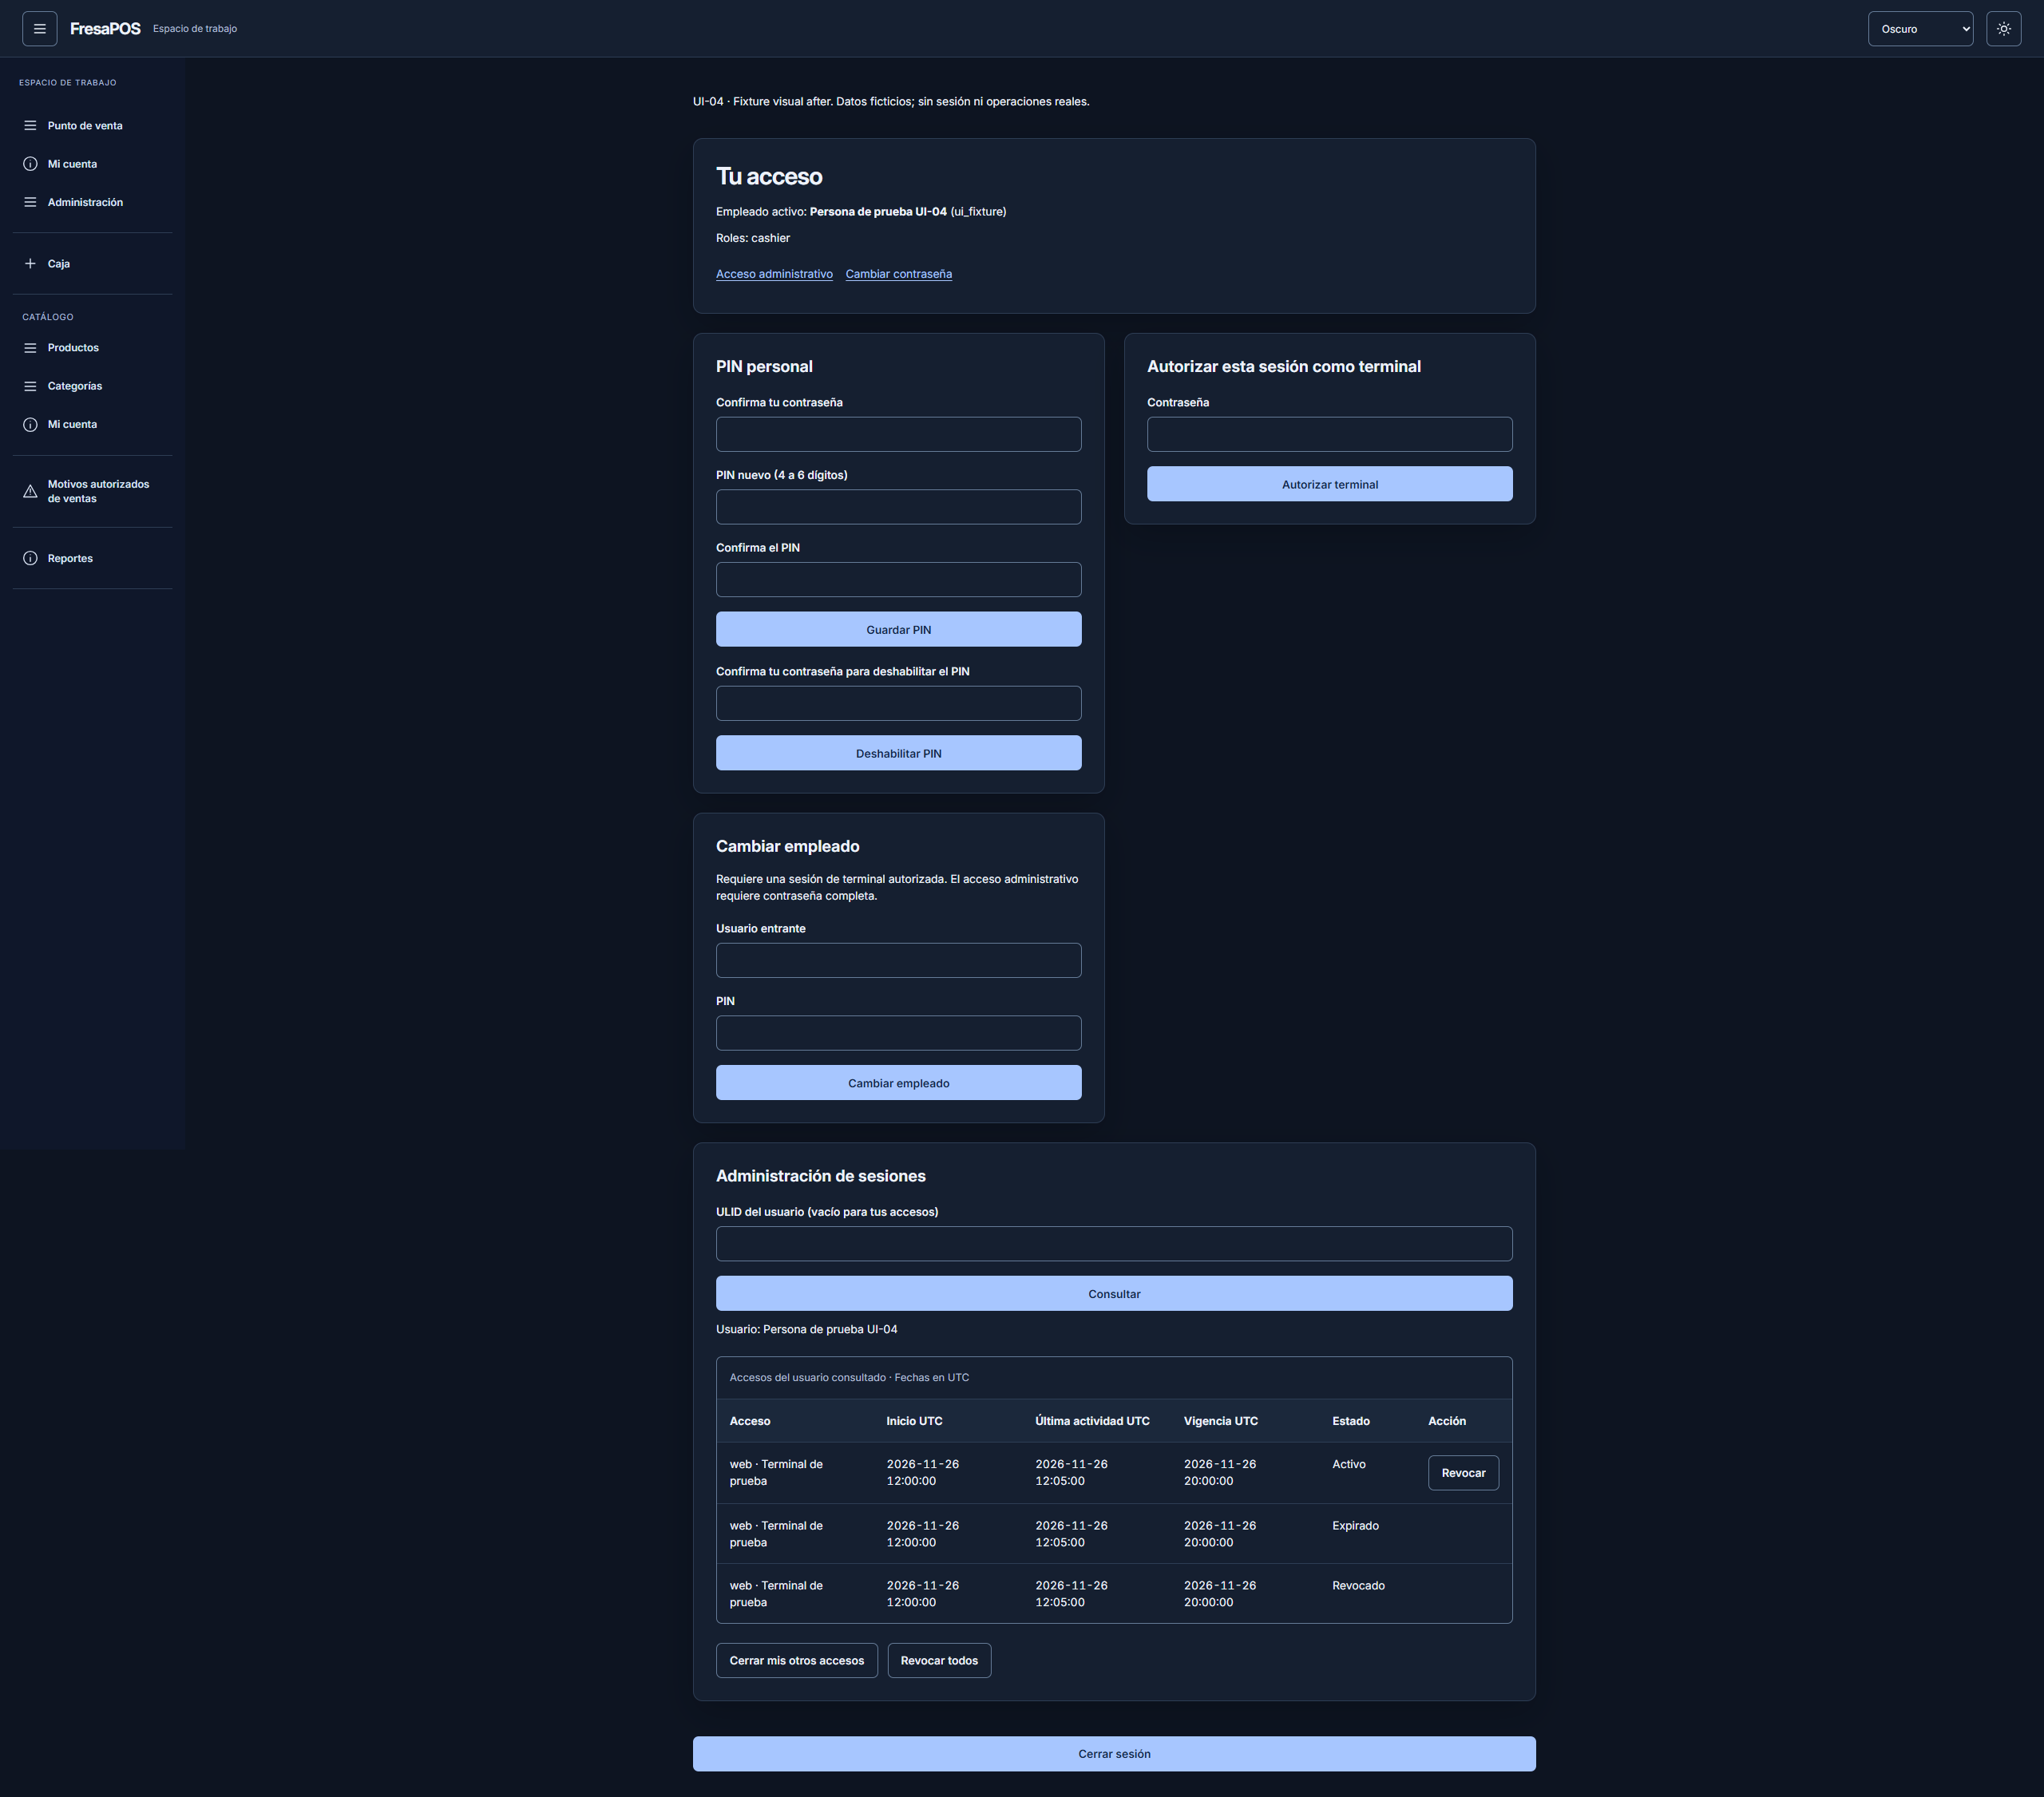 FresaPOS
Espacio de trabajo
Oscuro
ESPACIO DE TRABAJO
Punto de venta
Mi cuenta
Administración
Caja
CATÁLOGO
Productos
Categorías
Mi cuenta
Motivos autorizados
de ventas
Reportes
UI-04 · Fixture visual after. Datos ficticios; sin sesión ni operaciones reales.
Tu acceso
Empleado activo: Persona de prueba UI-04 (ui_fixture)
Roles: cashier
Acceso administrativo Cambiar contraseña
PIN personal
Confirma tu contraseña
PIN nuevo (4 a 6 dígitos)
Confirma el PIN
Guardar PIN
Confirma tu contraseña para deshabilitar el PIN
Deshabilitar PIN
Autorizar esta sesión como terminal
Contraseña
Autorizar terminal
Cambiar empleado
Requiere una sesión de terminal autorizada. El acceso administrativo
requiere contraseña completa.
Usuario entrante
PIN
Cambiar empleado
Administración de sesiones
ULID del usuario (vacío para tus accesos)
Consultar
Usuario: Persona de prueba UI-04
Accesos del usuario consultado · Fechas en UTC
Acceso Inicio UTC Última actividad UTC Vigencia UTC Estado Acción
web · Terminal de 2026-11-26 2026-11-26 2026-11-26 Activo Revocar
prueba 12:00:00 12:05:00 20:00:00
web · Terminal de 2026-11-26 2026-11-26 2026-11-26 Expirado
prueba 12:00:00 12:05:00 20:00:00
web · Terminal de 2026-11-26 2026-11-26 2026-11-26 Revocado
prueba 12:00:00 12:05:00 20:00:00
Cerrar mis otros accesos Revocar todos
Cerrar sesión